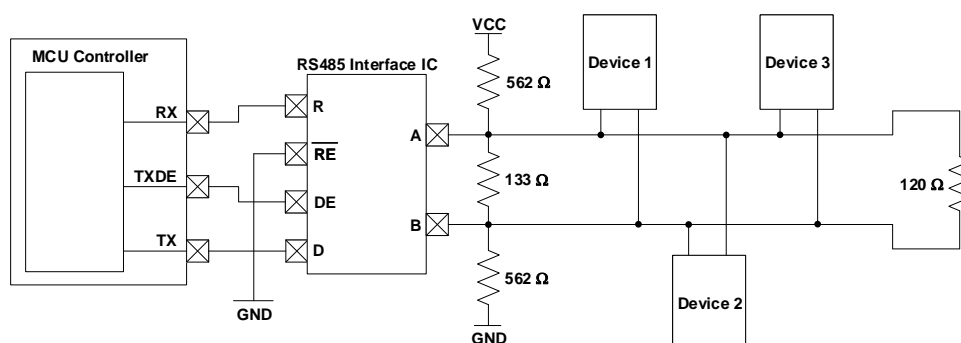 MCU Controller
RX
TXDE
TX
RS485 Interface IC
R
RE
DE
D
A
B
GND
VCC
562 Ω
133 Ω
562 Ω
GND
Device 1
Device 3
Device 2
120 Ω